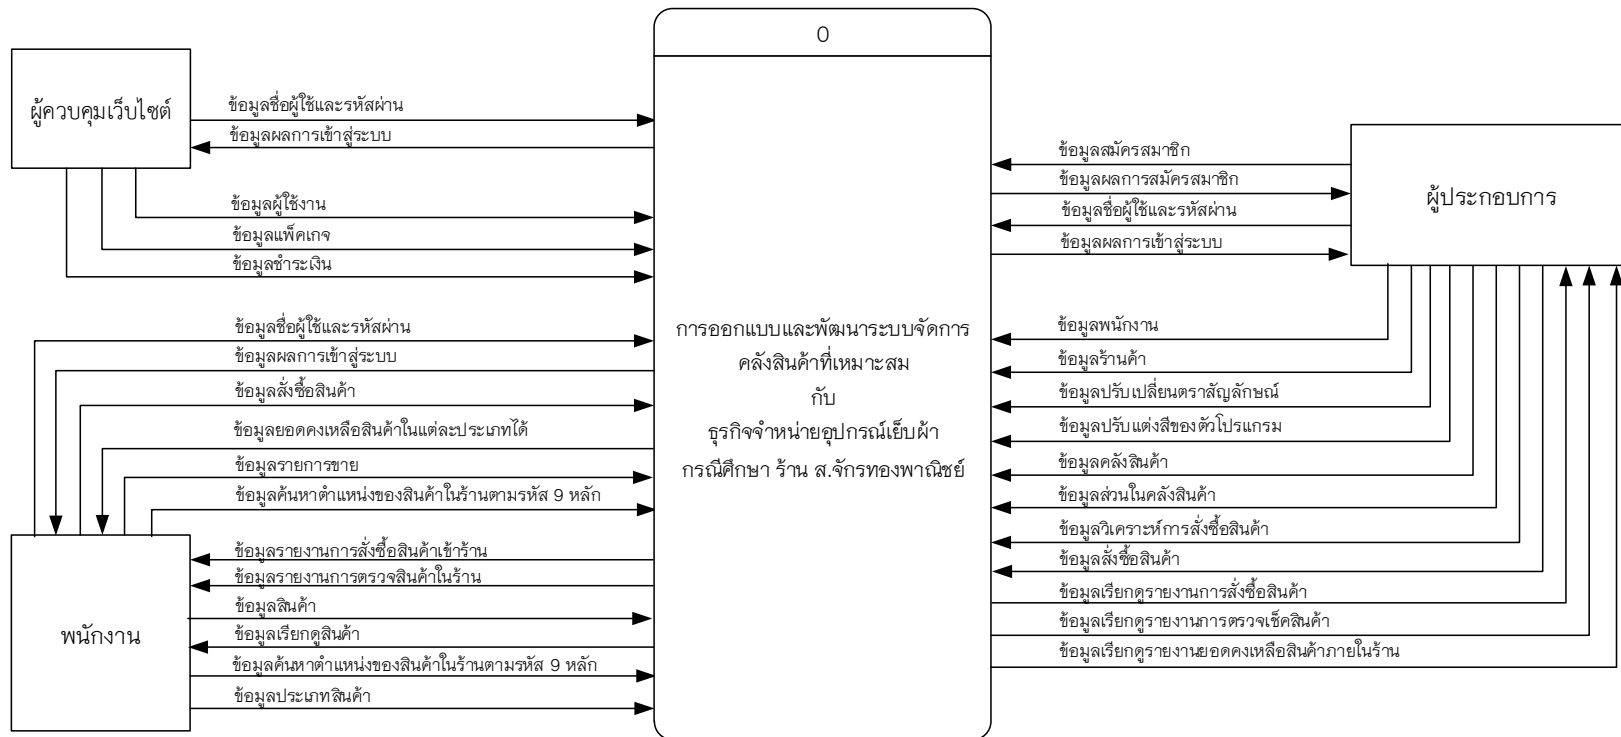 0
ผู้ควบคุมเว็บไซต์
ข้อมูลชื่อผู้ใช้และรหัสผ่าน
ข้อมูลผลการเข้าสู่ระบบ
ข้อมูลผู้ใช้งาน
ข้อมูลแพ็คเกจ
ข้อมูลชำระเงิน
ข้อมูลชื่อผู้ใช้และรหัสผ่าน
ข้อมูลผลการเข้าสู่ระบบ
ข้อมูลสั่งซื้อสินค้า
ข้อมูลยอดคงเหลือสินค้าในแต่ละประเภทได้
ข้อมูลรายการขาย
ข้อมูลค้นหาตำแหน่งของสินค้าในร้านตามรหัส 9 หลัก
พนักงาน
ข้อมูลรายงานการสั่งซื้อสินค้าเข้าร้าน
ข้อมูลรายงานการตรวจสินค้าในร้าน
ข้อมูลสินค้า
ข้อมูลเรียกดูสินค้า
ข้อมูลค้นหาตำแหน่งของสินค้าในร้านตามรหัส 9 หลัก
ข้อมูลประเภทสินค้า
การออกแบบและพัฒนาระบบจัดการ
คลังสินค้าที่เหมาะสม
กับ
ธุรกิจจำหน่ายอุปกรณ์เย็บผ้า
กรณีศึกษา ร้าน ส.จักรทองพาณิชย์
ข้อมูลสมัครสมาชิก
ข้อมูลผลการสมัครสมาชิก
ข้อมูลชื่อผู้ใช้และรหัสผ่าน
ข้อมูลผลการเข้าสู่ระบบ
ผู้ประกอบการ
ข้อมูลพนักงาน
ข้อมูลร้านค้า
ข้อมูลปรับเปลี่ยนตราสัญลักษณ์
ข้อมูลปรับแต่งสีของตัวโปรแกรม
ข้อมูลคลังสินค้า
ข้อมูลส่วนในคลังสินค้า
ข้อมูลวิเคราะห์การสั่งซื้อสินค้า
ข้อมูลสั่งซื้อสินค้า
ข้อมูลเรียกดูรายงานการสั่งซื้อสินค้า
ข้อมูลเรียกดูรายงานการตรวจเช็คสินค้า
ข้อมูลเรียกดูรายงานยอดคงเหลือสินค้าภายในร้าน